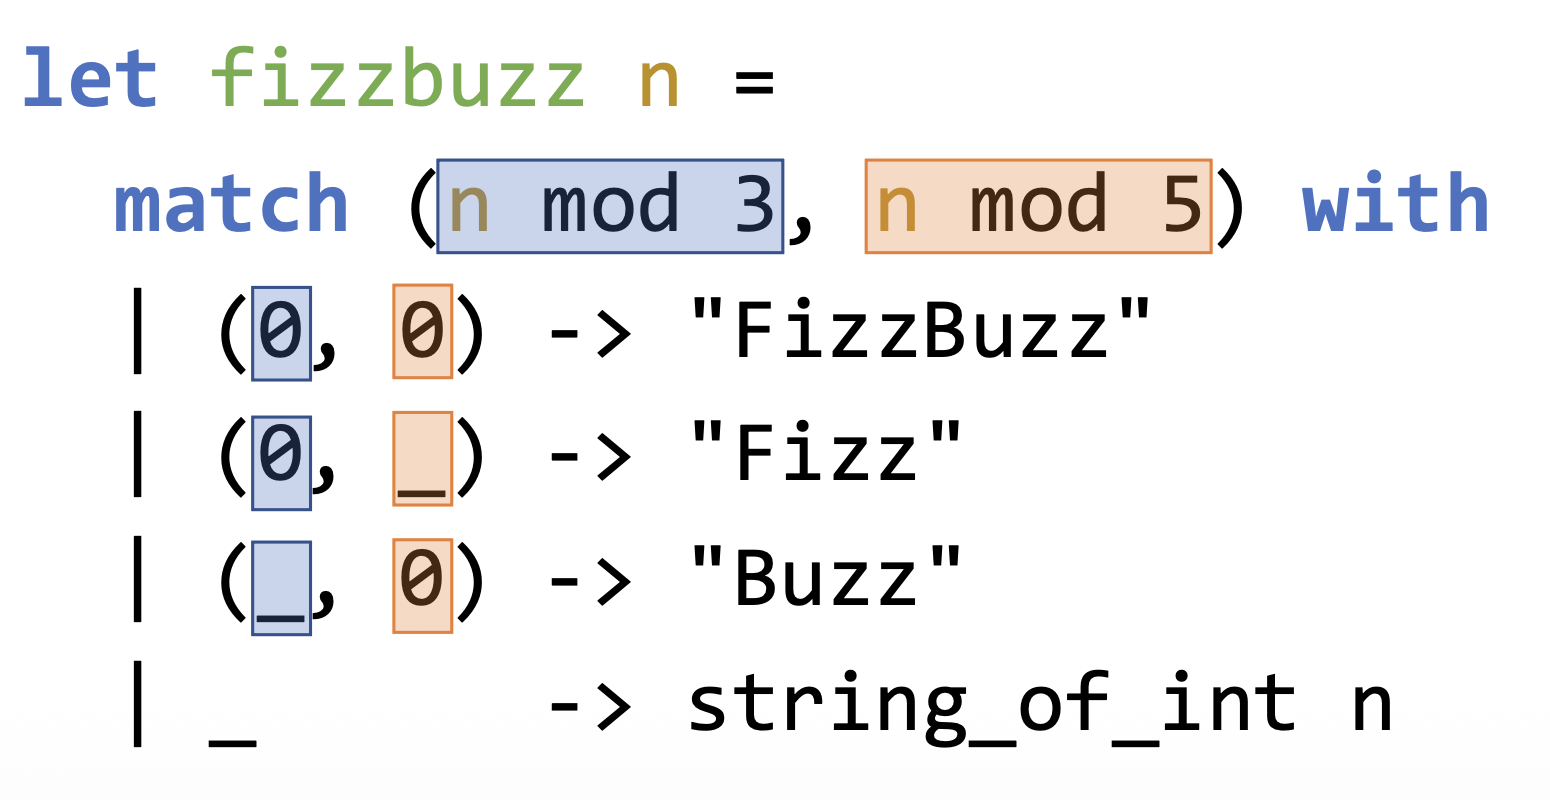 let fizzbuzz n =
match (n mod 3, n mod 5) with
| (0, 0) -> "FizzBuzz"
| (0, _) -> "Fizz"
| (_, 0) -> "Buzz"
| _ -> string_of_int n